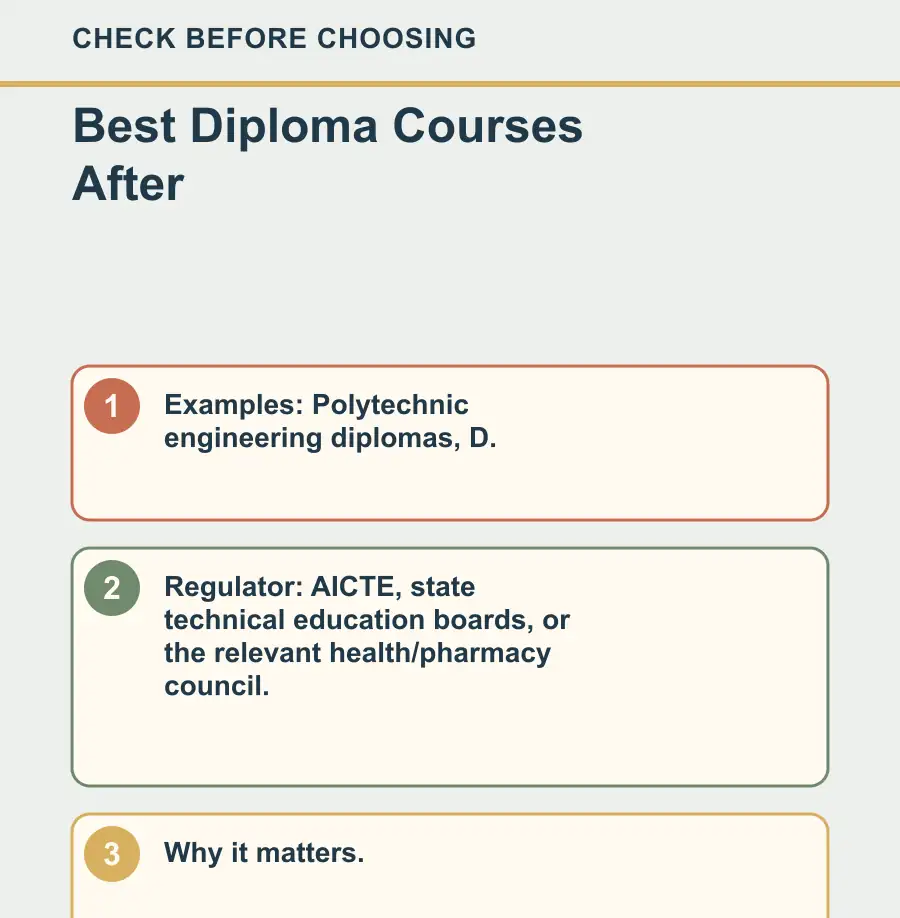 CHECK BEFORE CHOOSING
Best Diploma Courses
After
1
Examples: Polytechnic
engineering diplomas, D.
2
Regulator: AICTE, state
technical education boards, or
the relevant health/pharmacy
council.
3
Why it matters.